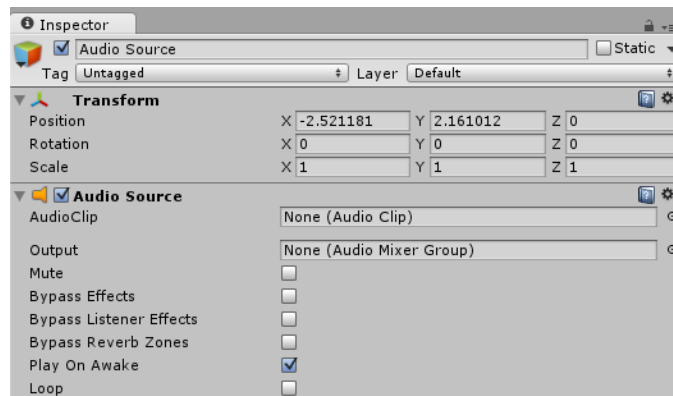 Inspector
Audio Source Static
Tag Untagged Layer Default
Transform
Position X -2.521181 Y 2.161012 Z 0
Rotation X 0 Y 0 Z 0
Scale X 1 Y 1 Z 1
Audio Source
AudioClip None (Audio Clip)
Output None (Audio Mixer Group)
Mute
Bypass Effects
Bypass Listener Effects
Bypass Reverb Zones
Play On Awake
Loop